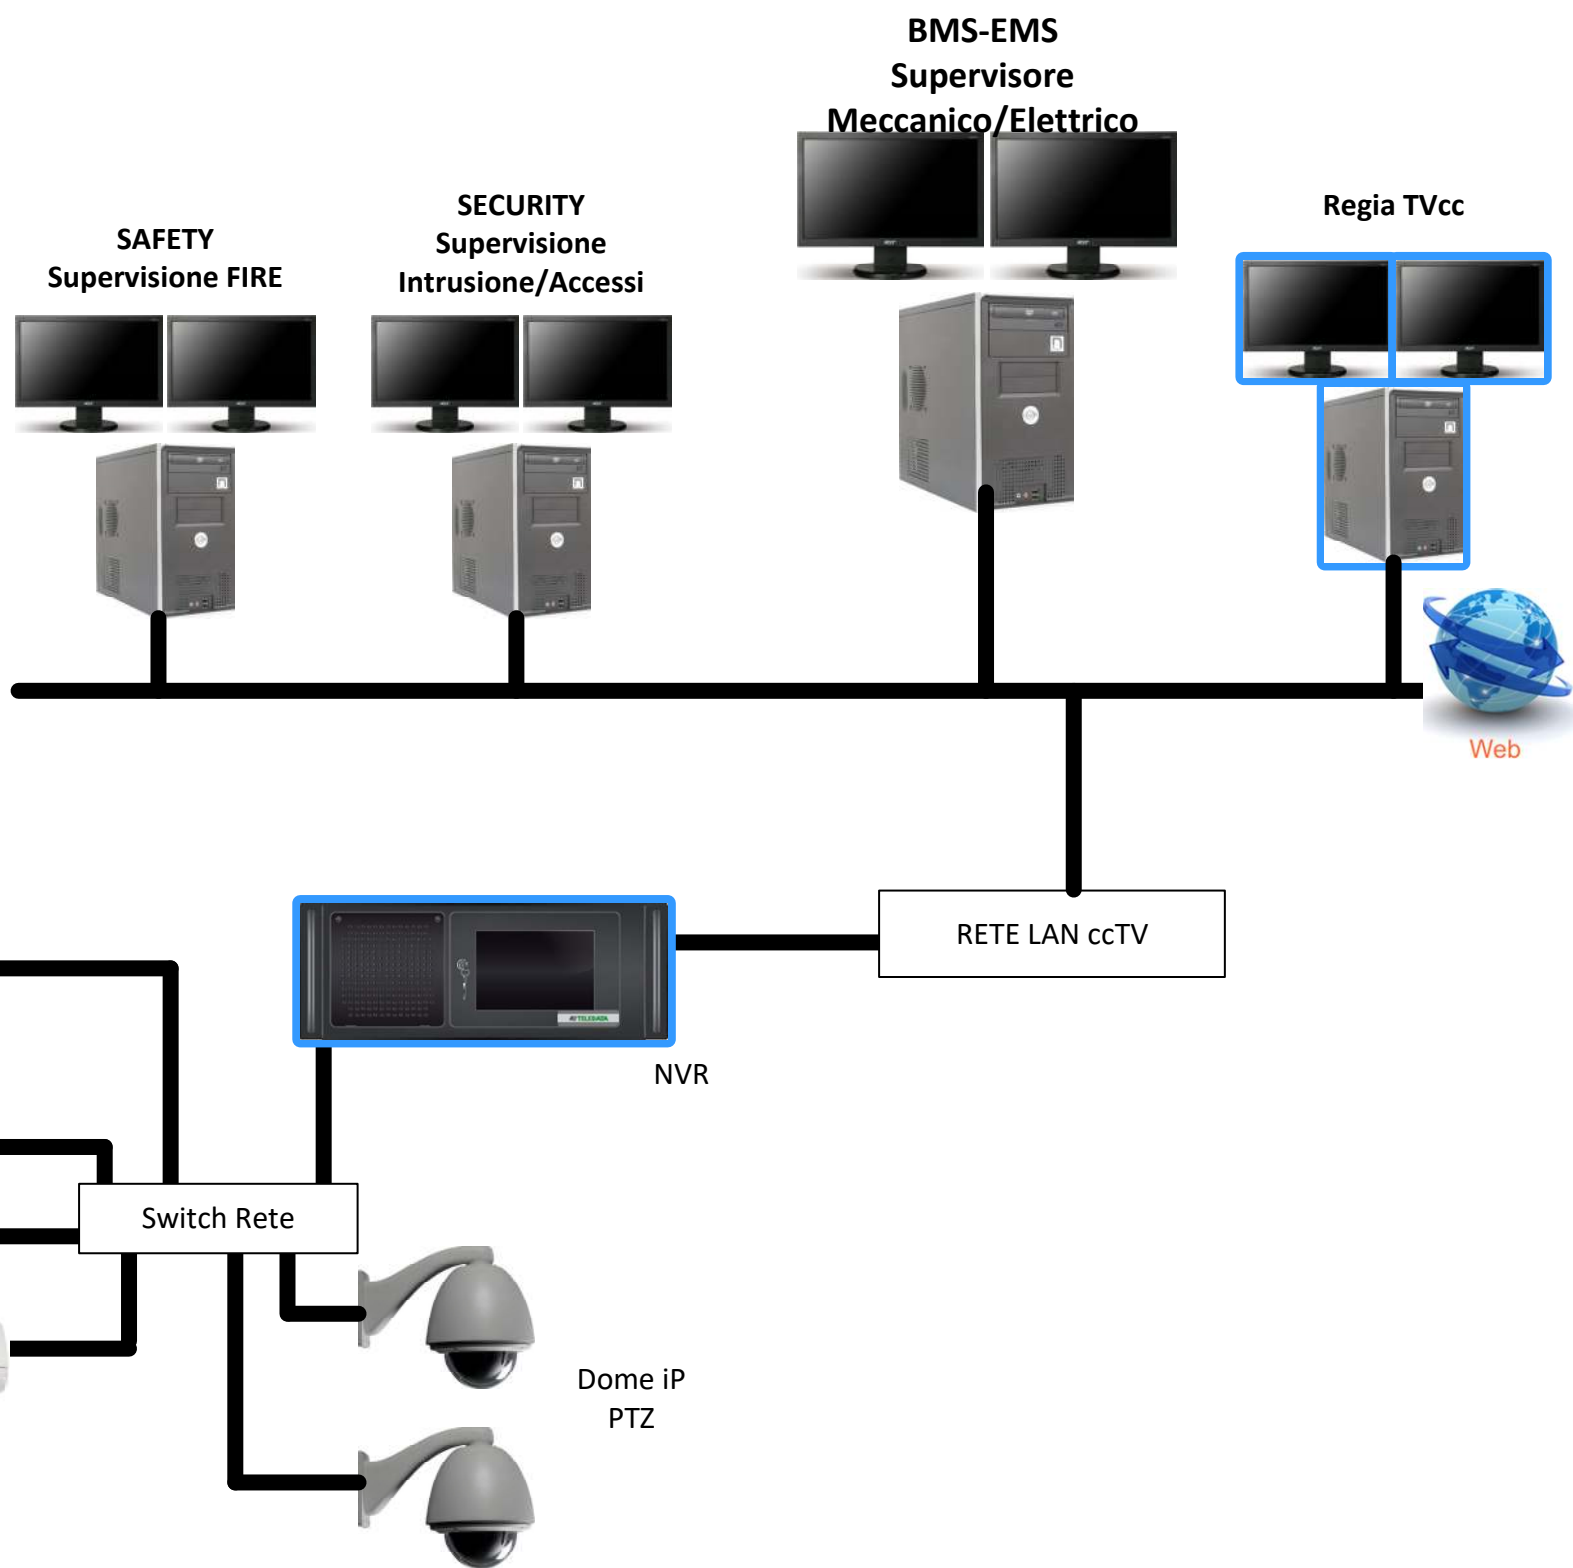 BMS-EMS
Supervisore
Meccanico/Elettrico
SAFETY
Supervisione FIRE
SECURITY
Supervisione
Intrusione/Accessi
Regia TVcc
Web
RETE LAN ccTV
TELEDATA
NVR
Switch Rete
Dome iP
PTZ